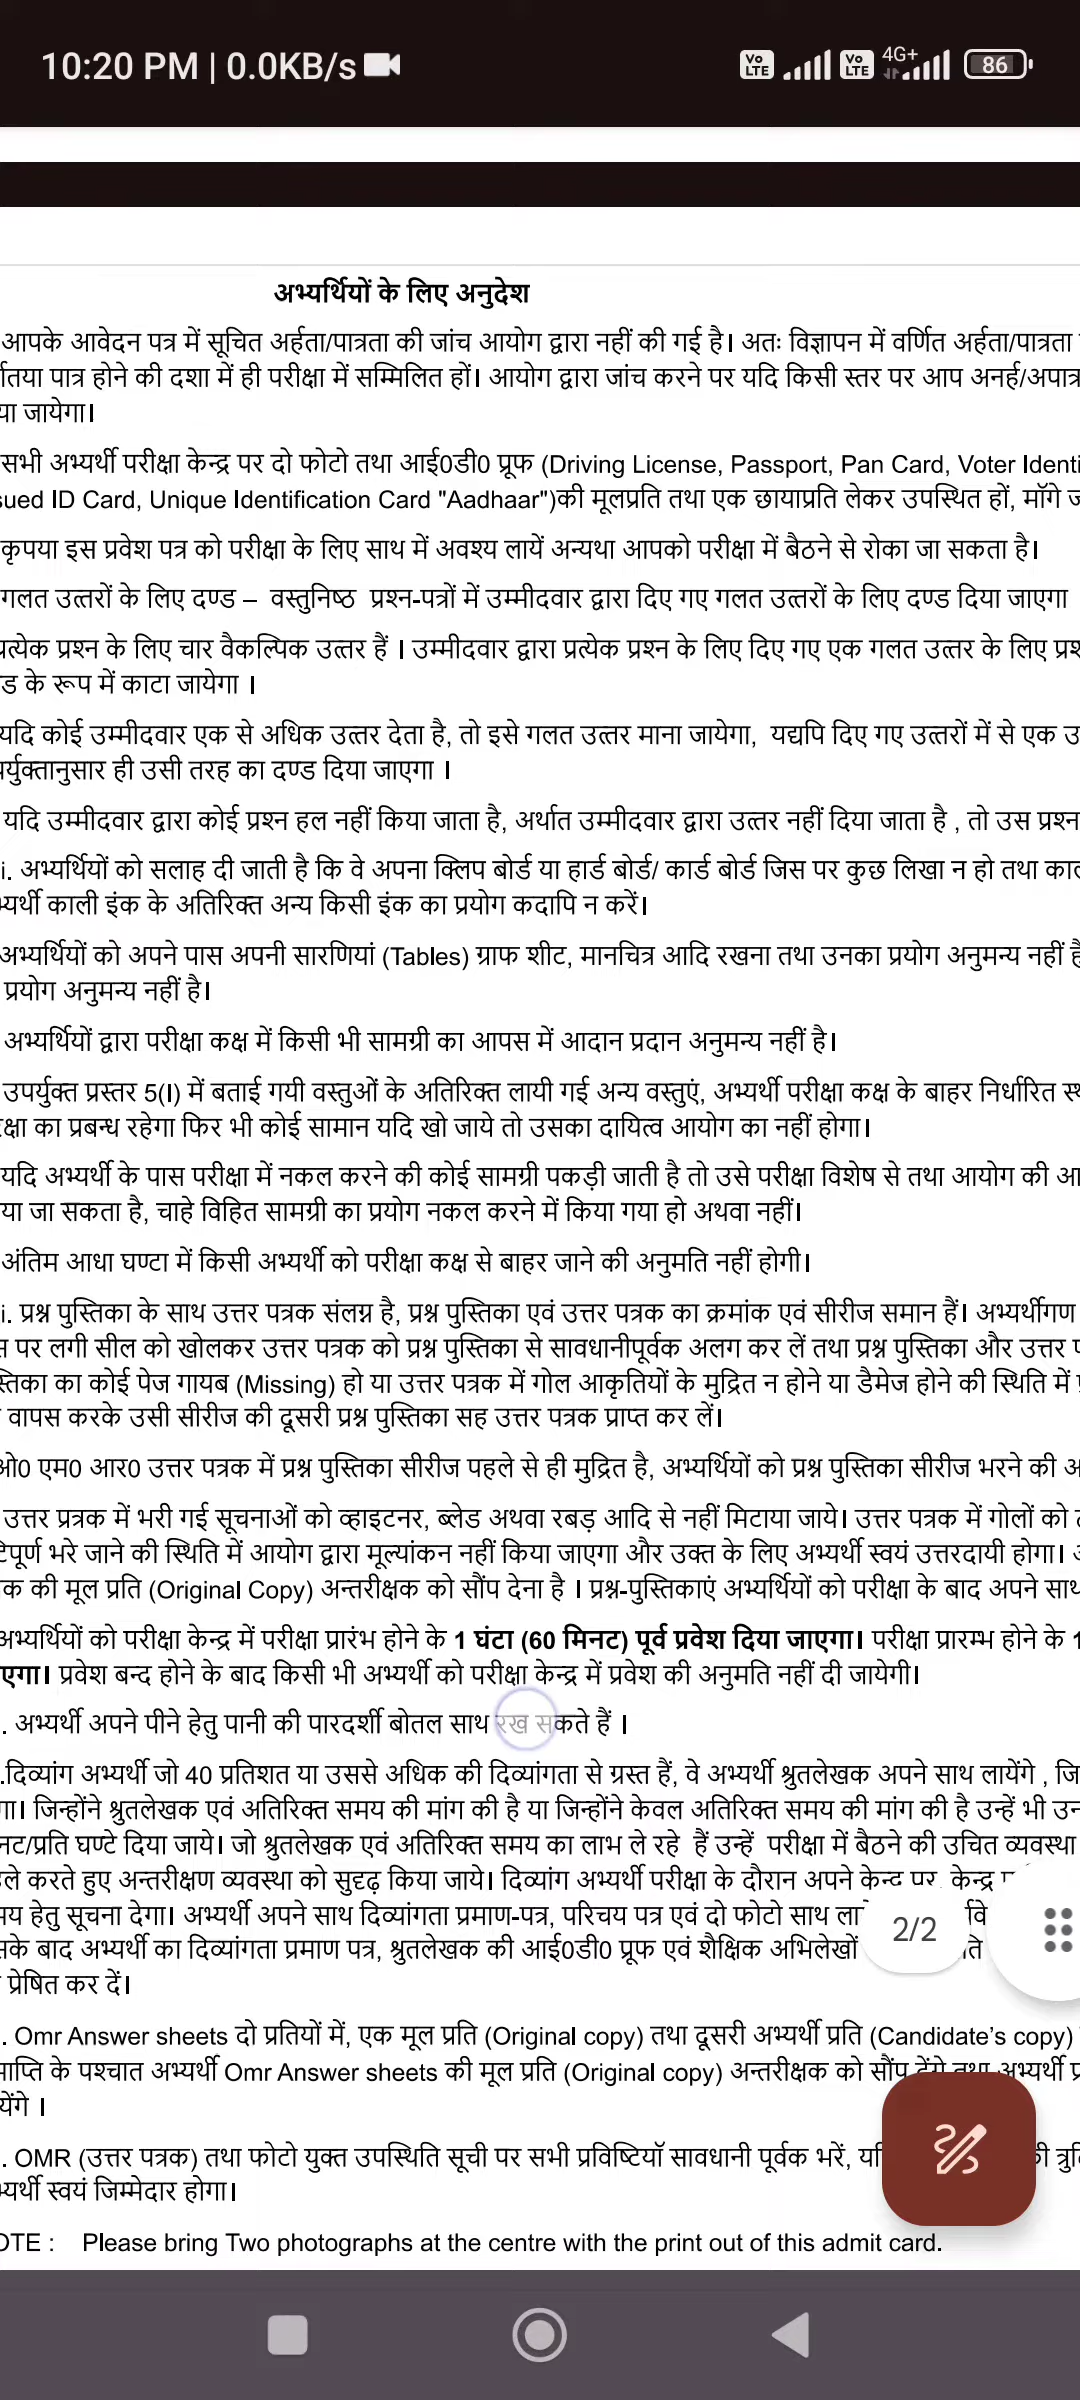 10:20 PM | 0.0KB/s
Vo LTE Vo LTE 4G+ 86
अभ्यर्थियों के लिए अनुदेश
आपके आवेदन पत्र में सूचित अर्हता/पात्रता की जांच आयोग द्वारा नहीं की गई है। अतः विज्ञापन में वर्णित अर्हता/पात्रता
पात्र होने की दशा में ही परीक्षा में सम्मिलित हों। आयोग द्वारा जांच करने पर यदि किसी स्तर पर आप अनर्ह/अपात्र
जायेगा।
सभी अभ्यर्थी परीक्षा केन्द्र पर दो फोटो तथा आई0डी0 प्रूफ (Driving License, Passport, Pan Card, Voter Identi
sued ID Card, Unique Identification Card "Aadhaar")की मूलप्रति तथा एक छायाप्रति लेकर उपस्थित हों, मॉगे
कृपया इस प्रवेश पत्र को परीक्षा के लिए साथ में अवश्य लायें अन्यथा आपको परीक्षा में बैठने से रोका जा सकता है।
गलत उत्तरों के लिए दण्ड – वस्तुनिष्ठ प्रश्न-पत्रों में उम्मीदवार द्वारा दिए गए गलत उत्तरों के लिए दण्ड दिया जाएगा
प्रत्येक प्रश्न के लिए चार वैकल्पिक उत्तर हैं । उम्मीदवार द्वारा प्रत्येक प्रश्न के लिए दिए गए एक गलत उत्तर के लिए प्रश
ड के रूप में काटा जायेगा ।
यदि कोई उम्मीदवार एक से अधिक उत्तर देता है, तो इसे गलत उत्तर माना जायेगा, यद्यपि दिए गए उत्तरों में से एक उ
पर्युक्तानुसार ही उसी तरह का दण्ड दिया जाएगा ।
यदि उम्मीदवार द्वारा कोई प्रश्न हल नहीं किया जाता है, अर्थात उम्मीदवार द्वारा उत्तर नहीं दिया जाता है , तो उस प्रश्न
i. अभ्यर्थियों को सलाह दी जाती है कि वे अपना क्लिप बोर्ड या हार्ड बोर्ड/ कार्ड बोर्ड जिस पर कुछ लिखा न हो तथा
भ्यर्थी काली इंक के अतिरिक्त अन्य किसी इंक का प्रयोग कदापि न करें।
अभ्यर्थियों को अपने पास अपनी सारणियां (Tables) ग्राफ शीट, मानचित्र आदि रखना तथा उनका प्रयोग अनुमन्य नहीं है
प्रयोग अनुमन्य नहीं है।
अभ्यर्थियों द्वारा परीक्षा कक्ष में किसी भी सामग्री का आपस में आदान प्रदान अनुमन्य नहीं है।
उपर्युक्त प्रस्तर 5(I) में बताई गयी वस्तुओं के अतिरिक्त लायी गई अन्य वस्तुएं, अभ्यर्थी परीक्षा कक्ष के बाहर निर्धारित
का प्रबन्ध रहेगा फिर भी कोई सामान यदि खो जाये तो उसका दायित्व आयोग का नहीं होगा।
यदि अभ्यर्थी के पास परीक्षा में नकल करने की कोई सामग्री पकड़ी जाती है तो उसे परीक्षा विशेष से तथा आयोग की आ
या जा सकता है, चाहे विहित सामग्री का प्रयोग नकल करने में किया गया हो अथवा नहीं।
अंतिम आधा घण्टा में किसी अभ्यर्थी को परीक्षा कक्ष से बाहर जाने की अनुमति नहीं होगी।
i. प्रश्न पुस्तिका के साथ उत्तर पत्रक संलग्न है, प्रश्न पुस्तिका एवं उत्तर पत्रक का क्रमांक एवं सीरीज समान हैं। अभ्यर्थीगण
पर लगी सील को खोलकर उत्तर पत्रक को प्रश्न पुस्तिका से सावधानीपूर्वक अलग कर लें तथा प्रश्न पुस्तिका और उत्तर
स्तिका का कोई पेज गायब (Missing) हो या उत्तर पत्रक में गोल आकृतियों के मुद्रित न होने या डैमेज होने की स्थिति में
वापस करके उसी सीरीज की दूसरी प्रश्न पुस्तिका सह उत्तर पत्रक प्राप्त कर लें।
ओ0 एम0 आर0 उत्तर पत्रक में प्रश्न पुस्तिका सीरीज पहले से ही मुद्रित है, अभ्यर्थियों को प्रश्न पुस्तिका सीरीज भरने की
उत्तर प्रत्रक में भरी गई सूचनाओं को व्हाइटनर, ब्लेड अथवा रबड़ आदि से नहीं मिटाया जाये। उत्तर पत्रक में गोलों को
टिपूर्ण भरे जाने की स्थिति में आयोग द्वारा मूल्यांकन नहीं किया जाएगा और उक्त के लिए अभ्यर्थी स्वयं उत्तरदायी होगा।
क की मूल प्रति (Original Copy) अन्तरीक्षक को सौंप देना है । प्रश्न-पुस्तिकाएं अभ्यर्थियों को परीक्षा के बाद अपने साथ
अभ्यर्थियों को परीक्षा केन्द्र में परीक्षा प्रारंभ होने के 1 घंटा (60 मिनट) पूर्व प्रवेश दिया जाएगा। परीक्षा प्रारम्भ होने के 1
एगा। प्रवेश बन्द होने के बाद किसी भी अभ्यर्थी को परीक्षा केन्द्र में प्रवेश की अनुमति नहीं दी जायेगी।
. अभ्यर्थी अपने पीने हेतु पानी की पारदर्शी बोतल साथ रख सकते हैं ।
.दिव्यांग अभ्यर्थी जो 40 प्रतिशत या उससे अधिक की दिव्यांगता से ग्रस्त हैं, वे अभ्यर्थी श्रुतलेखक अपने साथ लायेंगे , जि
गा। जिन्होंने श्रुतलेखक एवं अतिरिक्त समय की मांग की है या जिन्होंने केवल अतिरिक्त समय की मांग की है उन्हें भी उन
नट/प्रति घण्टे दिया जाये। जो श्रुतलेखक एवं अतिरिक्त समय का लाभ ले रहे हैं उन्हें परीक्षा में बैठने की उचित व्यवस्था
ले करते हुए अन्तरीक्षण व्यवस्था को सुदृढ़ किया जाये। दिव्यांग अभ्यर्थी परीक्षा के दौरान अपने केन्द्र पर केन्द्र
मय हेतु सूचना देगा। अभ्यर्थी अपने साथ दिव्यांगता प्रमाण-पत्र, परिचय पत्र एवं दो फोटो साथ
सके बाद अभ्यर्थी का दिव्यांगता प्रमाण पत्र, श्रुतलेखक की आई0डी0 प्रूफ एवं शैक्षिक अभिलेखों
2/2
प्रेषित कर दें।
. Omr Answer sheets दो प्रतियों में, एक मूल प्रति (Original copy) तथा दूसरी अभ्यर्थी प्रति (Candidate’s copy)
माप्ति के पश्चात अभ्यर्थी Omr Answer sheets की मूल प्रति (Original copy) अन्तरीक्षक को सौंप देंगे तथा अभ्यर्थी
येंगे ।
. OMR (उत्तर पत्रक) तथा फोटो युक्त उपस्थिति सूची पर सभी प्रविष्टियॉ सावधानी पूर्वक भरें,
भ्यर्थी स्वयं जिम्मेदार होगा।
OTE : Please bring Two photographs at the centre with the print out of this admit card.